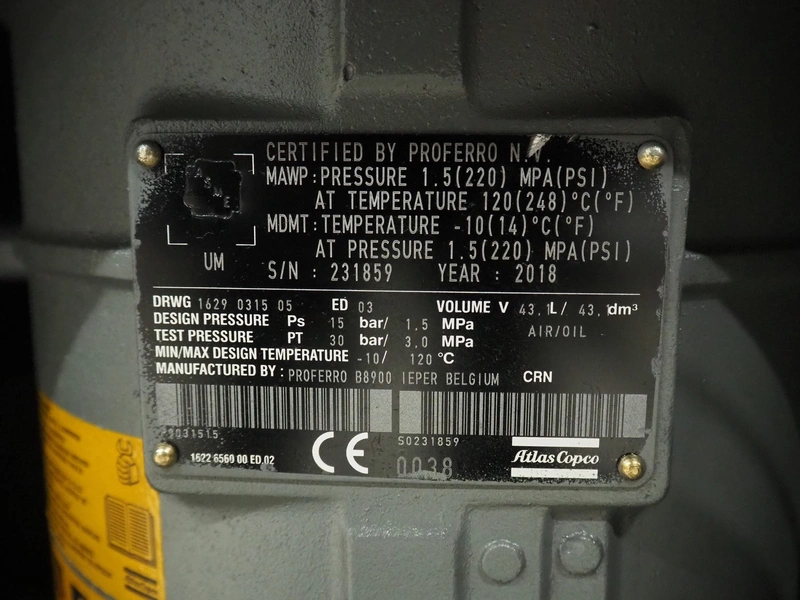 CERTIFIED BY PROFERRO N.V.
MAWP: PRESSURE 1.5(220) MPA(PSI)
AT TEMPERATURE 120(248)°C(°F)
MDMT: TEMPERATURE -10(14)°C(°F)
AT PRESSURE 1.5(220) MPA(PSI)
ASME
UM
S/N : 231859 YEAR : 2018
DRWG 1629 0315 05 ED 03 VOLUME V 43,1L / 43,1dm³
DESIGN PRESSURE Ps 15 bar/ 1,5 MPa AIR/OIL
TEST PRESSURE PT 30 bar/ 3,0 MPa
MIN/MAX DESIGN TEMPERATURE -10/ 120 °C
MANUFACTURED BY : PROFERRO B8900 IEPER BELGIUM CRN
S0231859
1622 6560 00 ED.02 CE 0038 Atlas Copco